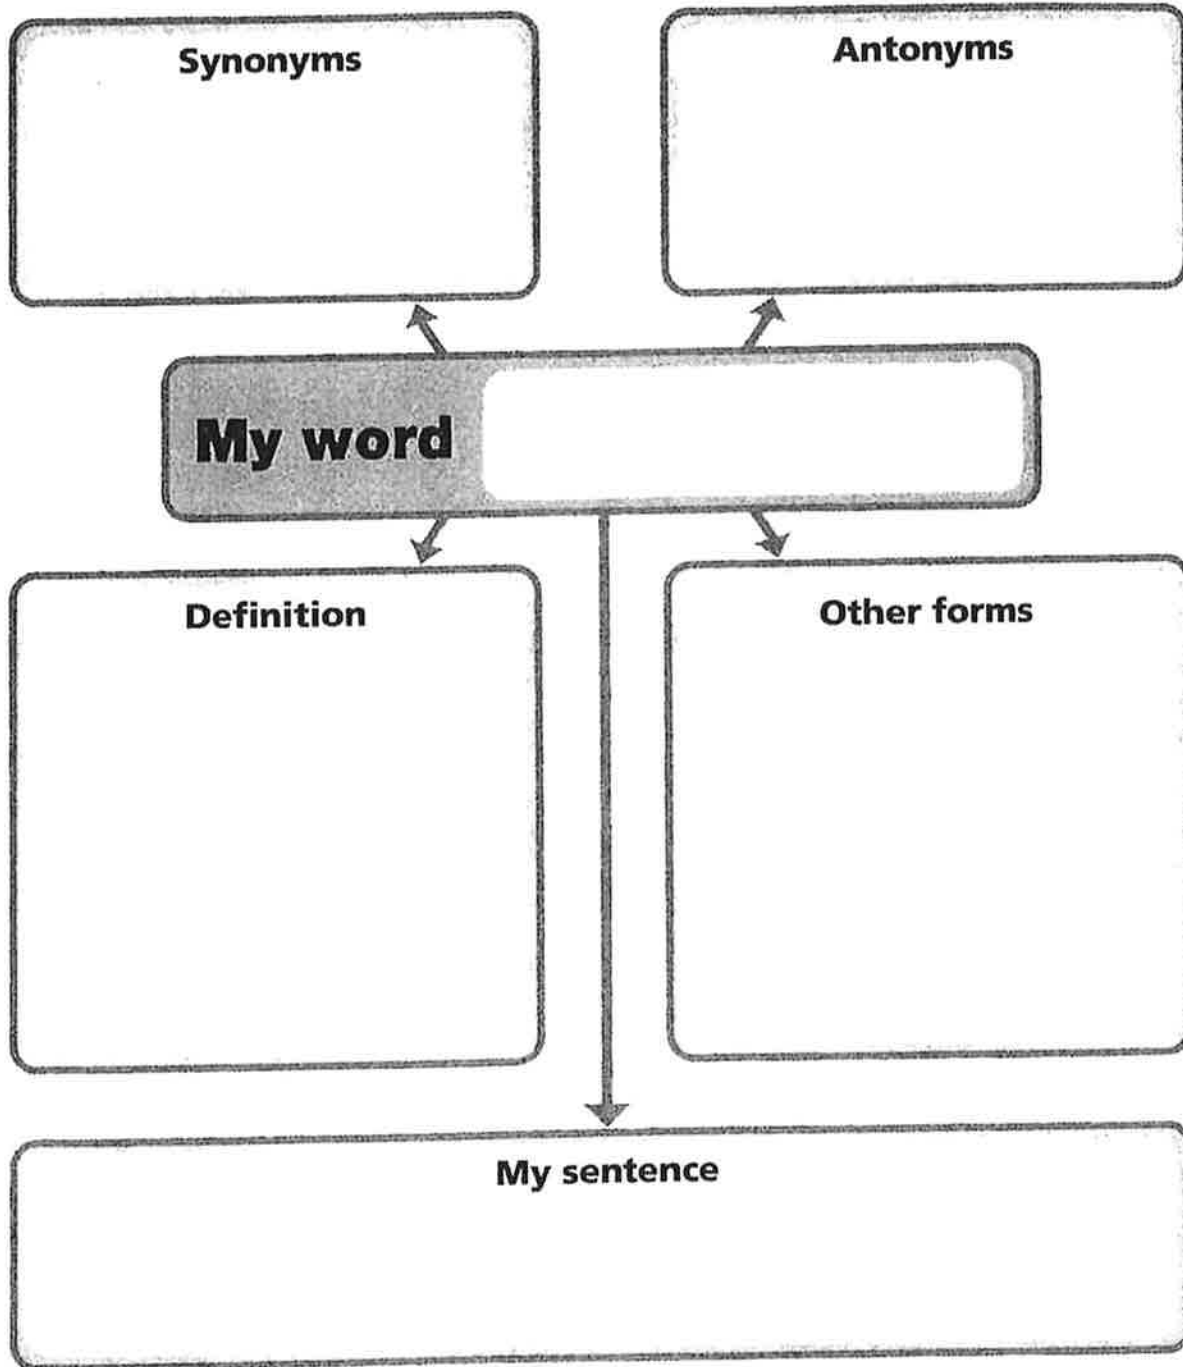 Synonyms
Antonyms
My word
Definition
Other forms
My sentence